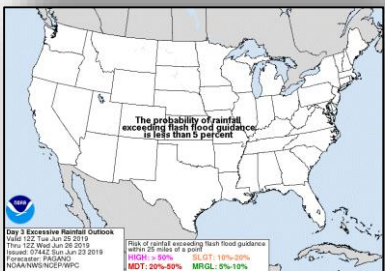 The probability of rainfall
exceeding flash flood guidance
is less than 5 percent
NOAA
Day 3 Excessive Rainfall Outlook
Valid 12Z Tue Jun 25 2019
Thru 12Z Wed Jun 26 2019
Issued: 0744Z Sun Jun 23 2019
Forecaster: PAGANO
NOAA/NWS/NCEP/WPC
Risk of rainfall exceeding flash flood guidance
within 25 miles of a point
HIGH: > 50% SLGT: 10%-20%
MDT: 20%-50% MRGL: 5%-10%